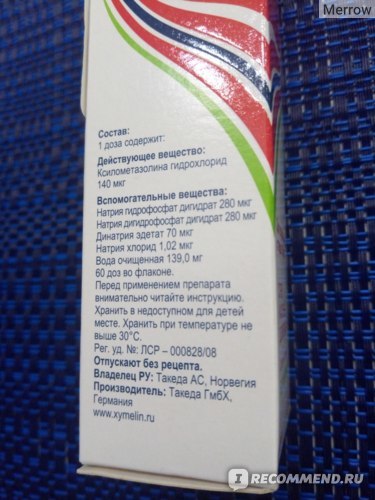 Merrow
Состав:
1 доза содержит:
Действующее вещество:
Ксилометазолина гидрохлорид
140 мкг
Вспомогательные вещества:
Натрия гидрофосфат дигидрат 280 мкг
Натрия дигидрофосфат дигидрат 280 мкг
Динатрия эдетат 70 мкг
Натрия хлорид 1,02 мкг
Вода очищенная 139,0 мг
60 доз во флаконе.
Перед применением препарата
внимательно читайте инструкцию.
Хранить в недоступном для детей
месте. Хранить при температуре не
выше 30°С.
Рег. уд. №: ЛСР – 000828/08
Отпускают без рецепта.
Владелец РУ: Такеда АС, Норвегия
Производитель: Такеда ГмбХ,
Германия
www.xymelin.ru
IRECOMMEND.RU